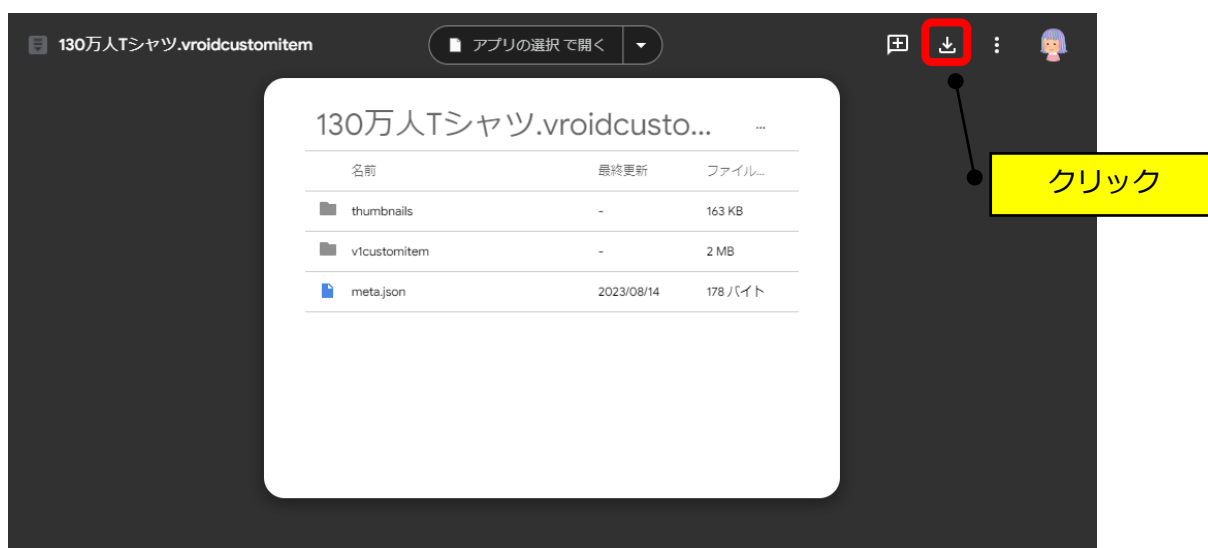 130万人Tシャツ.vroidcustomitem
アプリの選択 で開く
クリック
130万人Tシャツ.vroidcusto... ...
名前 最終更新 ファイル...
thumbnails - 163 KB
v1customitem - 2 MB
meta.json 2023/08/14 178 バイト